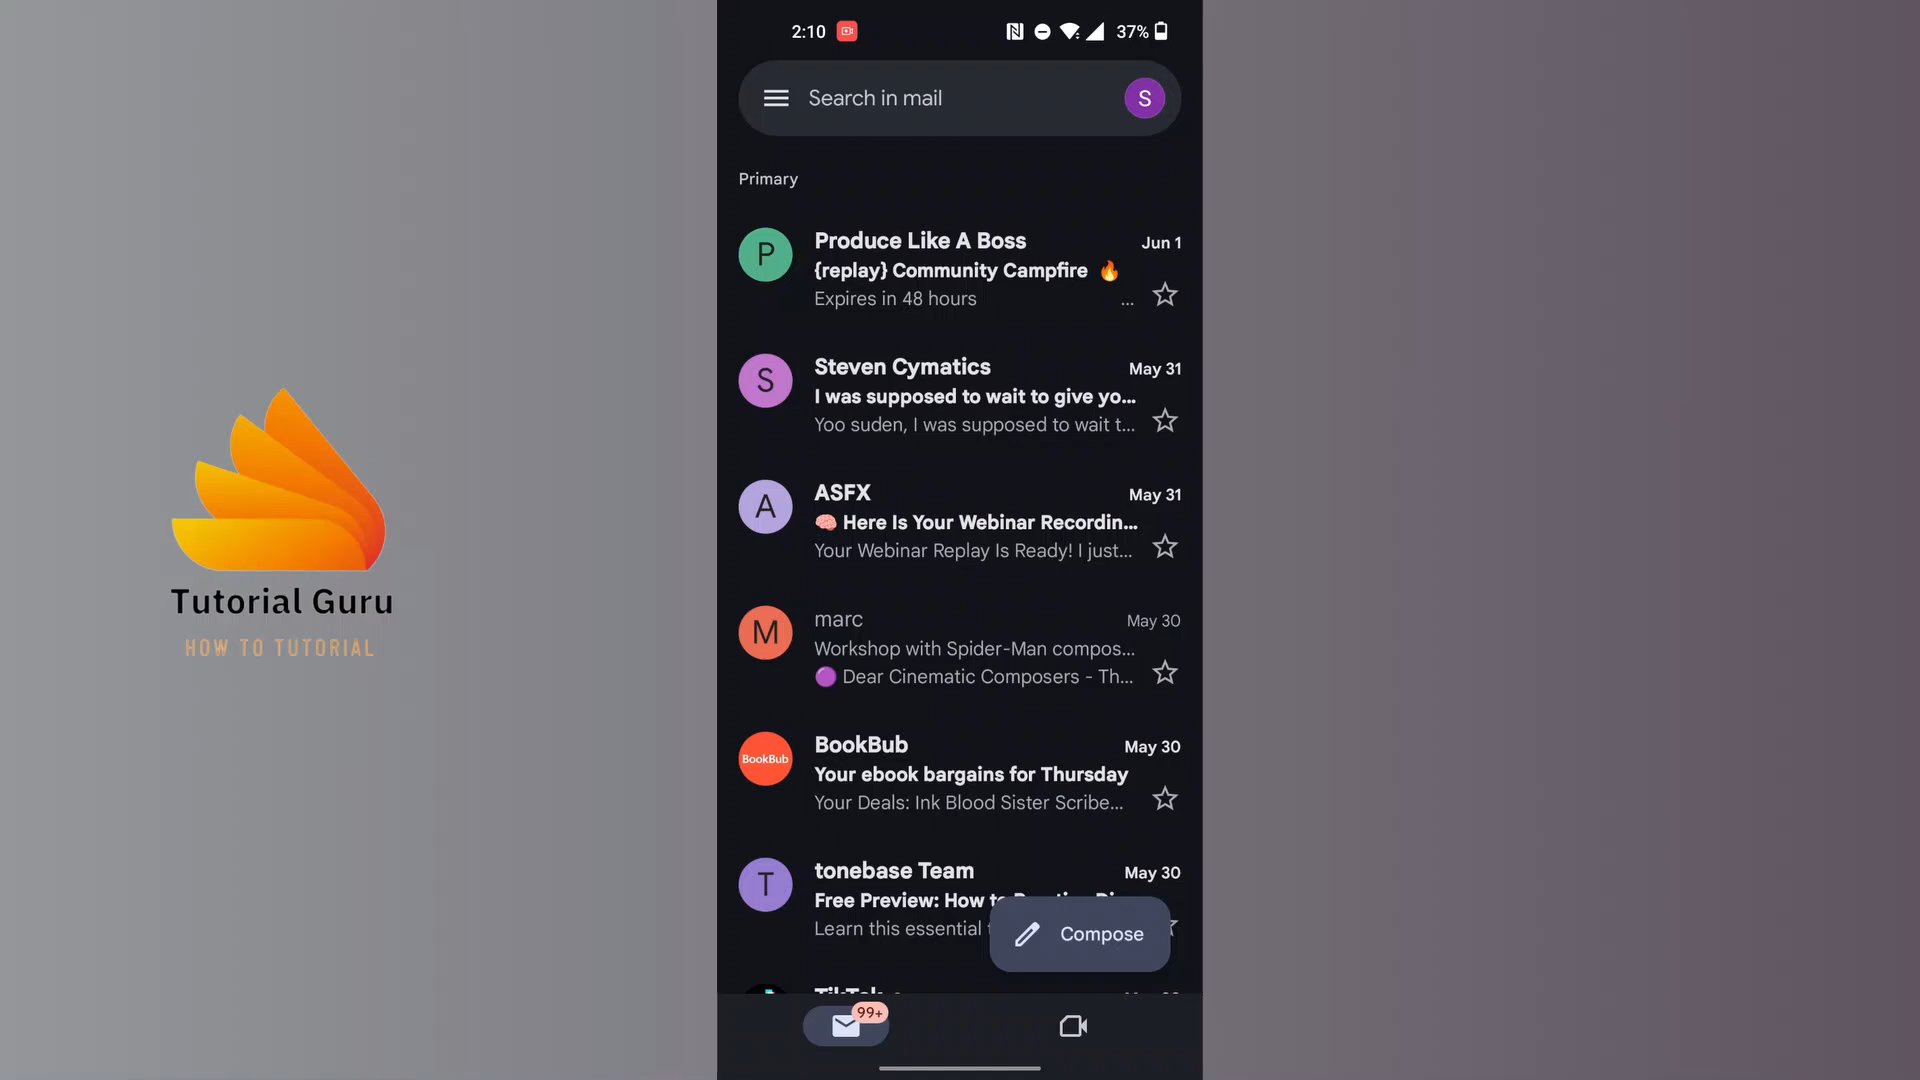 2:10
37%
Search in mail
S
Primary
P
Produce Like A Boss
Jun 1
{replay} Community Campfire 🔥
Expires in 48 hours ...
S
Steven Cymatics
May 31
I was supposed to wait to give yo...
Yoo suden, I was supposed to wait t...
A
ASFX
May 31
🧠 Here Is Your Webinar Recordin...
Your Webinar Replay Is Ready! I just...
M
marc
May 30
Workshop with Spider-Man compos...
🟣 Dear Cinematic Composers - Th...
BookBub
BookBub
May 30
Your ebook bargains for Thursday
Your Deals: Ink Blood Sister Scribe...
T
tonebase Team
May 30
Free Preview: How to
Learn this essential
Compose
TikTok
99+
Tutorial Guru
HOW TO TUTORIAL